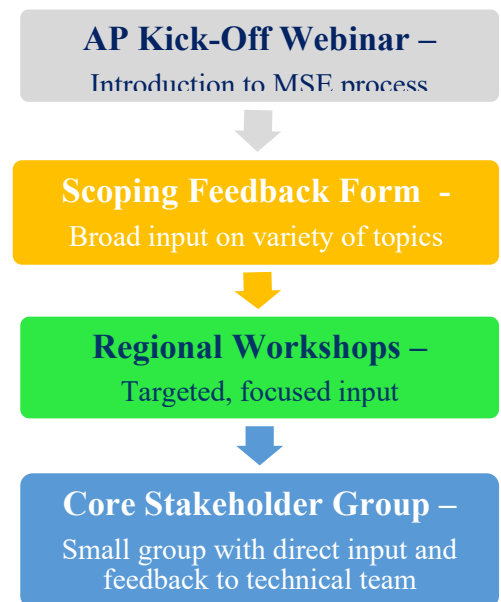 AP Kick-Off Webinar –
Introduction to MSE process
Scoping Feedback Form -
Broad input on variety of topics
Regional Workshops –
Targeted, focused input
Core Stakeholder Group –
Small group with direct input and
feedback to technical team